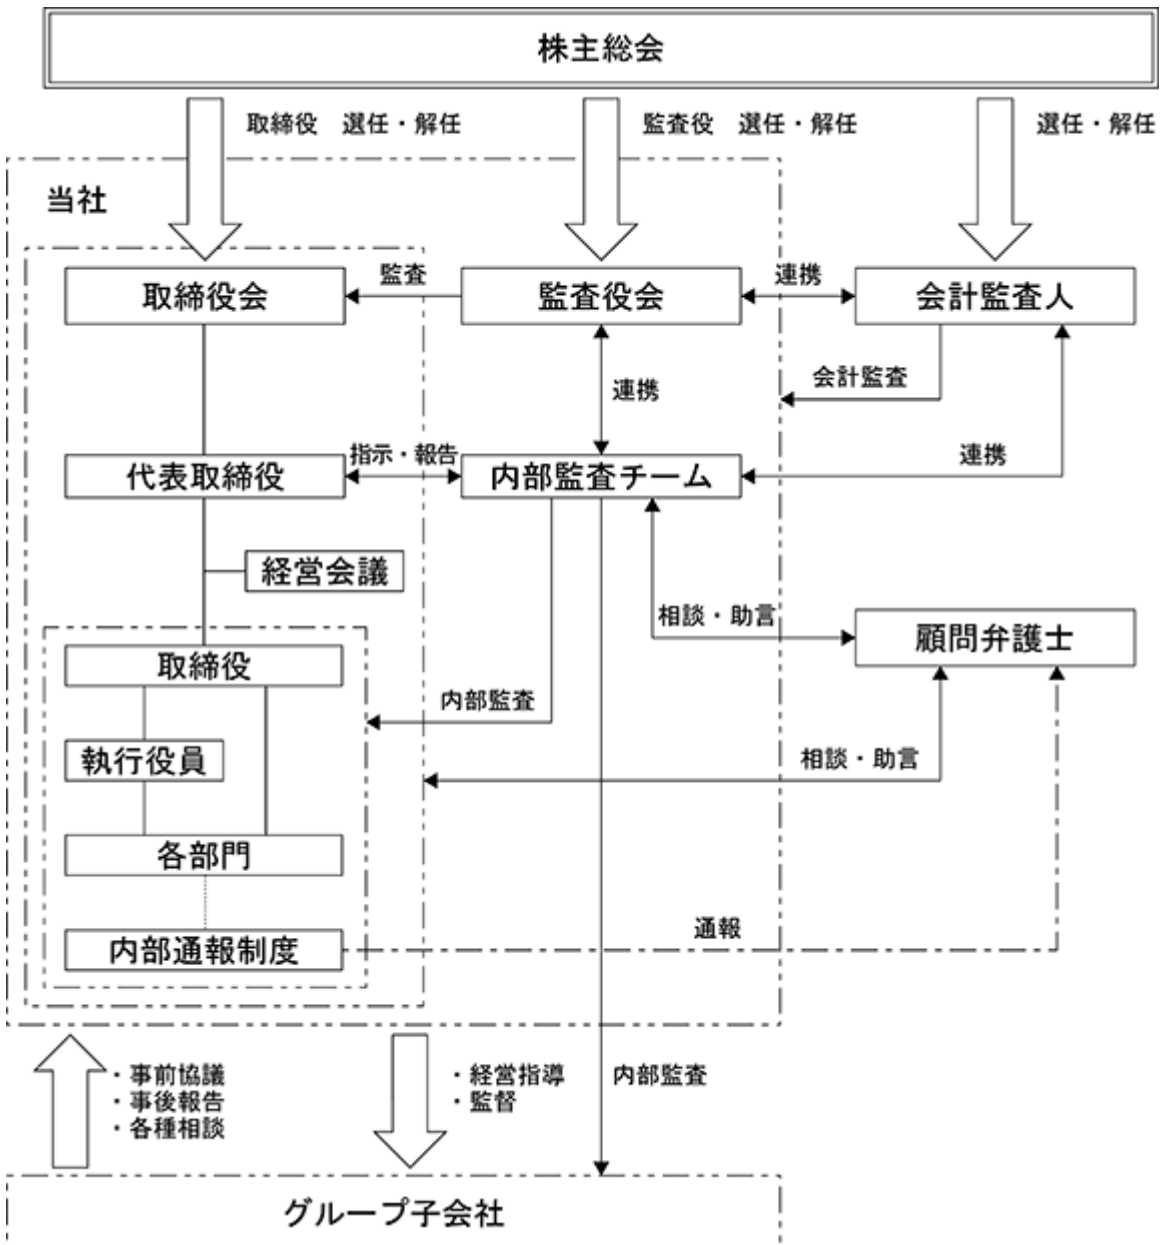 株主総会
取締役　選任・解任
監査役　選任・解任
選任・解任
当社
取締役会
監査
監査役会
連携
会計監査人
会計監査
連携
代表取締役
指示・報告
内部監査チーム
連携
経営会議
相談・助言
顧問弁護士
取締役
内部監査
執行役員
相談・助言
各部門
内部通報制度
通報
・事前協議
・事後報告
・各種相談
・経営指導
・監督
内部監査
グループ子会社